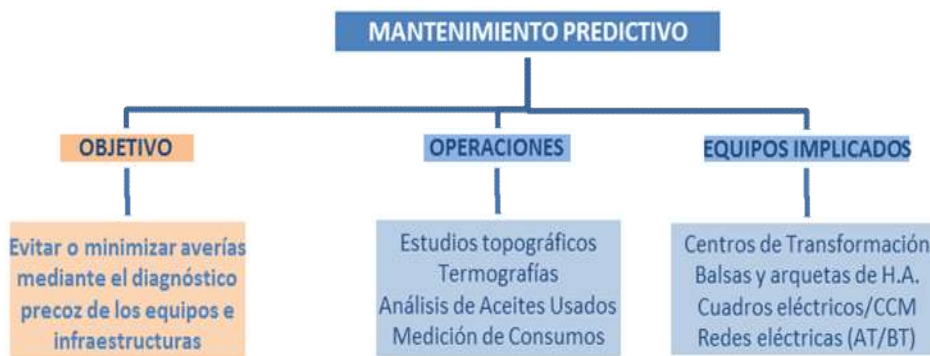 MANTENIMIENTO PREDICTIVO
OBJETIVO
Evitar o minimizar averías
mediante el diagnóstico
precoz de los equipos e
infraestructuras
OPERACIONES
Estudios topográficos
Termografías
Análisis de Aceites Usados
Medición de Consumos
EQUIPOS IMPLICADOS
Centros de Transformación
Balsas y arquetas de H.A.
Cuadros eléctricos/CCM
Redes eléctricas (AT/BT)